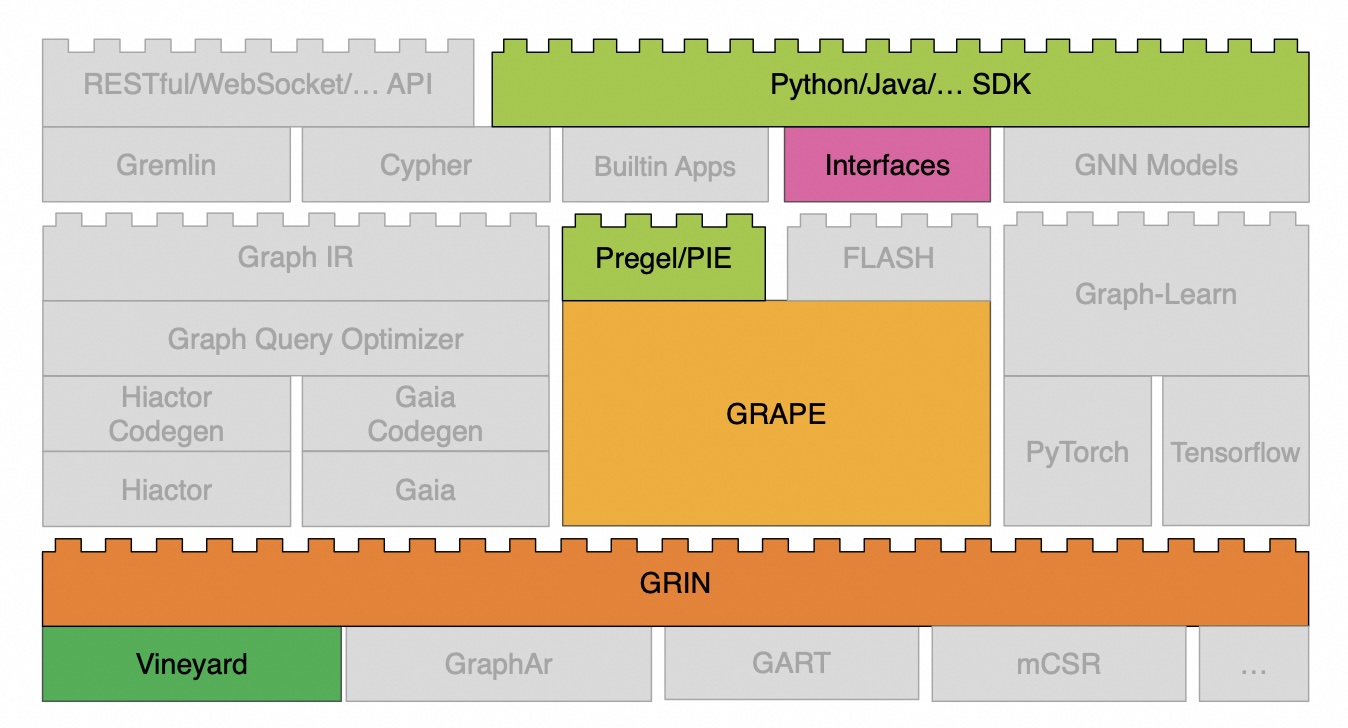 RESTful/WebSocket/... API
Python/Java/... SDK
Gremlin
Cypher
Builtin Apps
Interfaces
GNN Models
Graph IR
Pregel/PIE
FLASH
Graph-Learn
Graph Query Optimizer
GRAPE
Hiactor
Codegen
Gaia
Codegen
PyTorch
Tensorflow
Hiactor
Gaia
GRIN
Vineyard
GraphAr
GART
mCSR
...